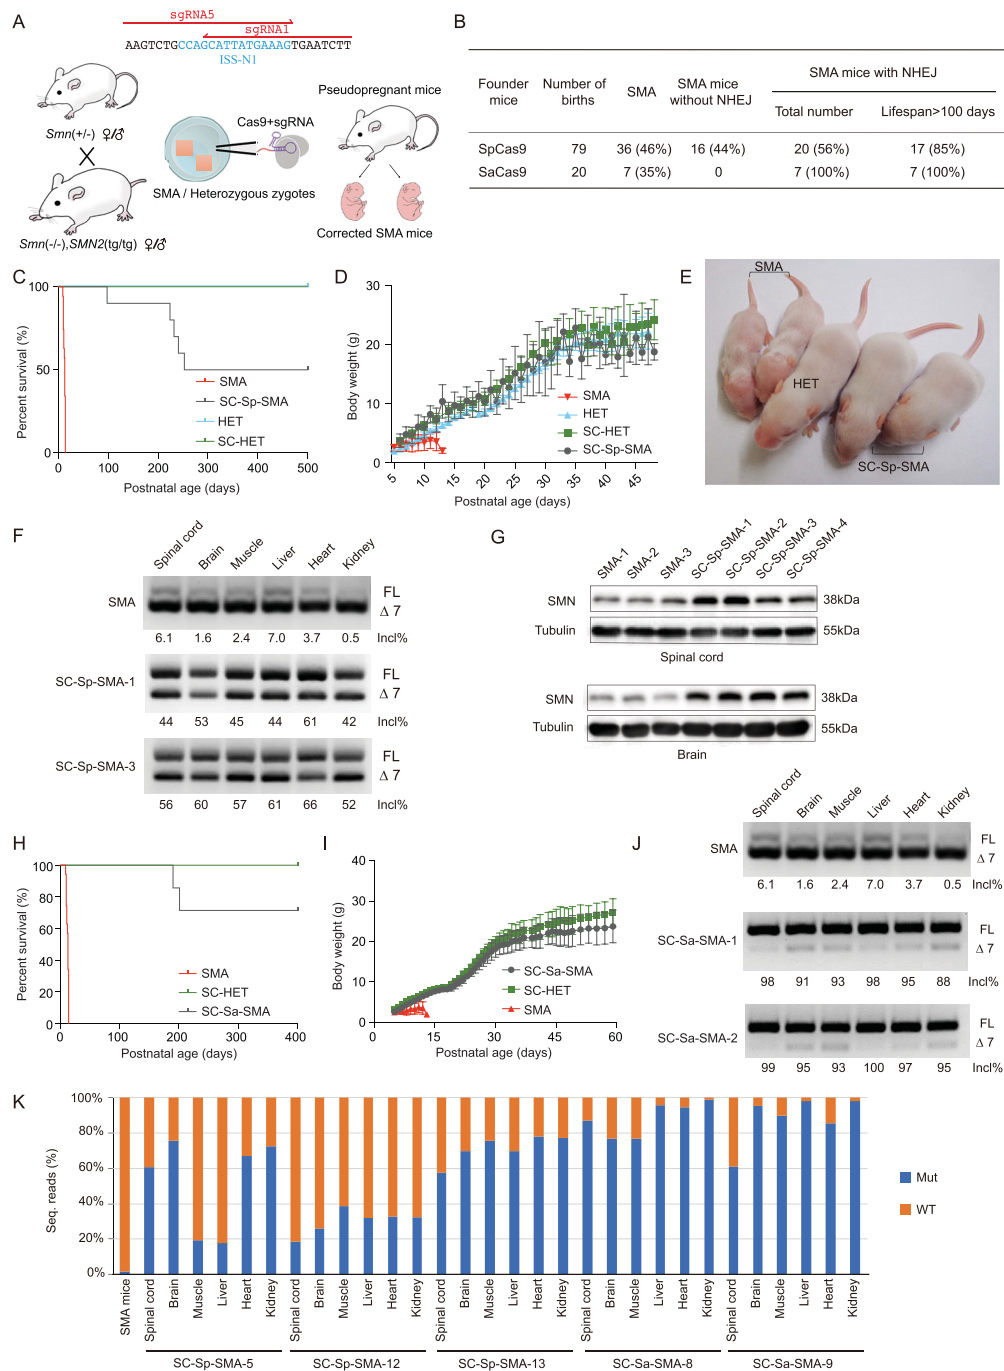 A
sgRNA5
sgRNA1
AAGTCTGCCAGCATTATGAAAGTGAATCTT
ISS-N1
Smn(+/-) ♀/♂
Smn(-/-),SMN2(tg/tg) ♀/♂
Cas9+sgRNA
SMA / Heterozygous zygotes
Pseudopregnant mice
Corrected SMA mice
B
Founder mice
Number of births
SMA
SMA mice without NHEJ
SMA mice with NHEJ
Total number
Lifespan>100 days
SpCas9 79 36 (46%) 16 (44%) 20 (56%) 17 (85%)
SaCas9 20 7 (35%) 0 7 (100%) 7 (100%)
C
Percent survival (%)
100
50
0
0 100 200 300 400 500
Postnatal age (days)
SMA
SC-Sp-SMA
HET
SC-HET
D
Body weight (g)
30
20
10
0
5 10 15 20 25 30 35 40 45
Postnatal age (days)
SMA
HET
SC-HET
SC-Sp-SMA
E
SMA
HET
SC-Sp-SMA
F
Spinal cord Brain Muscle Liver Heart Kidney
SMA
FL
Δ 7
6.1 1.6 2.4 7.0 3.7 0.5 Incl%
SC-Sp-SMA-1
FL
Δ 7
44 53 45 44 61 42 Incl%
SC-Sp-SMA-3
FL
Δ 7
56 60 57 61 66 52 Incl%
G
SMA-1 SMA-2 SMA-3 SC-Sp-SMA-1 SC-Sp-SMA-2 SC-Sp-SMA-3 SC-Sp-SMA-4
SMN 38kDa
Tubulin 55kDa
Spinal cord
SMN 38kDa
Tubulin 55kDa
Brain
H
Percent survival (%)
100
80
60
40
20
0
0 100 200 300 400
Postnatal age (days)
SMA
SC-HET
SC-Sa-SMA
I
Body weight (g)
40
30
20
10
0
0 15 30 45 60
Postnatal age (days)
SC-Sa-SMA
SC-HET
SMA
J
Spinal cord Brain Muscle Liver Heart Kidney
SMA
FL
Δ 7
6.1 1.6 2.4 7.0 3.7 0.5 Incl%
SC-Sa-SMA-1
FL
Δ 7
98 91 93 98 95 88 Incl%
SC-Sa-SMA-2
FL
Δ 7
99 95 93 100 97 95 Incl%
K
Seq. reads (%)
100%
80%
60%
40%
20%
0%
Mut
WT
SMA mice Spinal cord Brain Muscle Liver Heart Kidney Spinal cord Brain Muscle Liver Heart Kidney Spinal cord Brain Muscle Liver Heart Kidney Spinal cord Brain Muscle Liver Heart Kidney Spinal cord Brain Muscle Liver Heart Kidney
SC-Sp-SMA-5 SC-Sp-SMA-12 SC-Sp-SMA-13 SC-Sa-SMA-8 SC-Sa-SMA-9